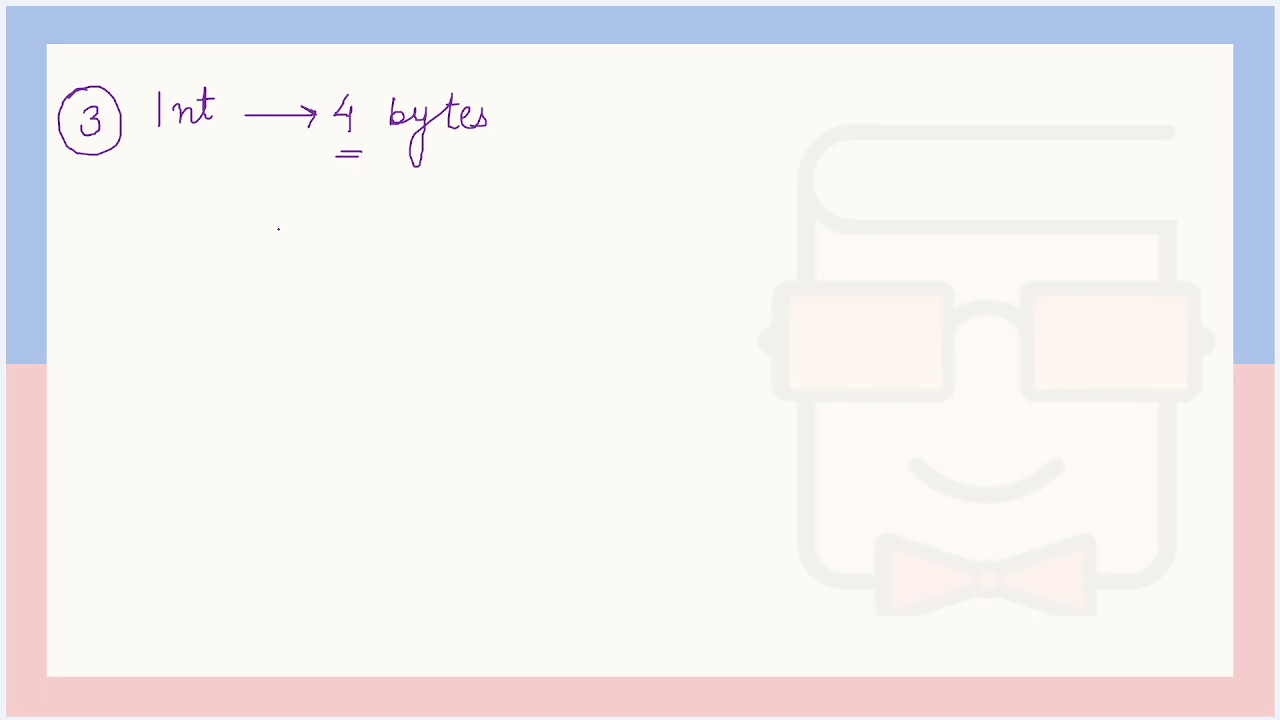 3 Int → 4 bytes